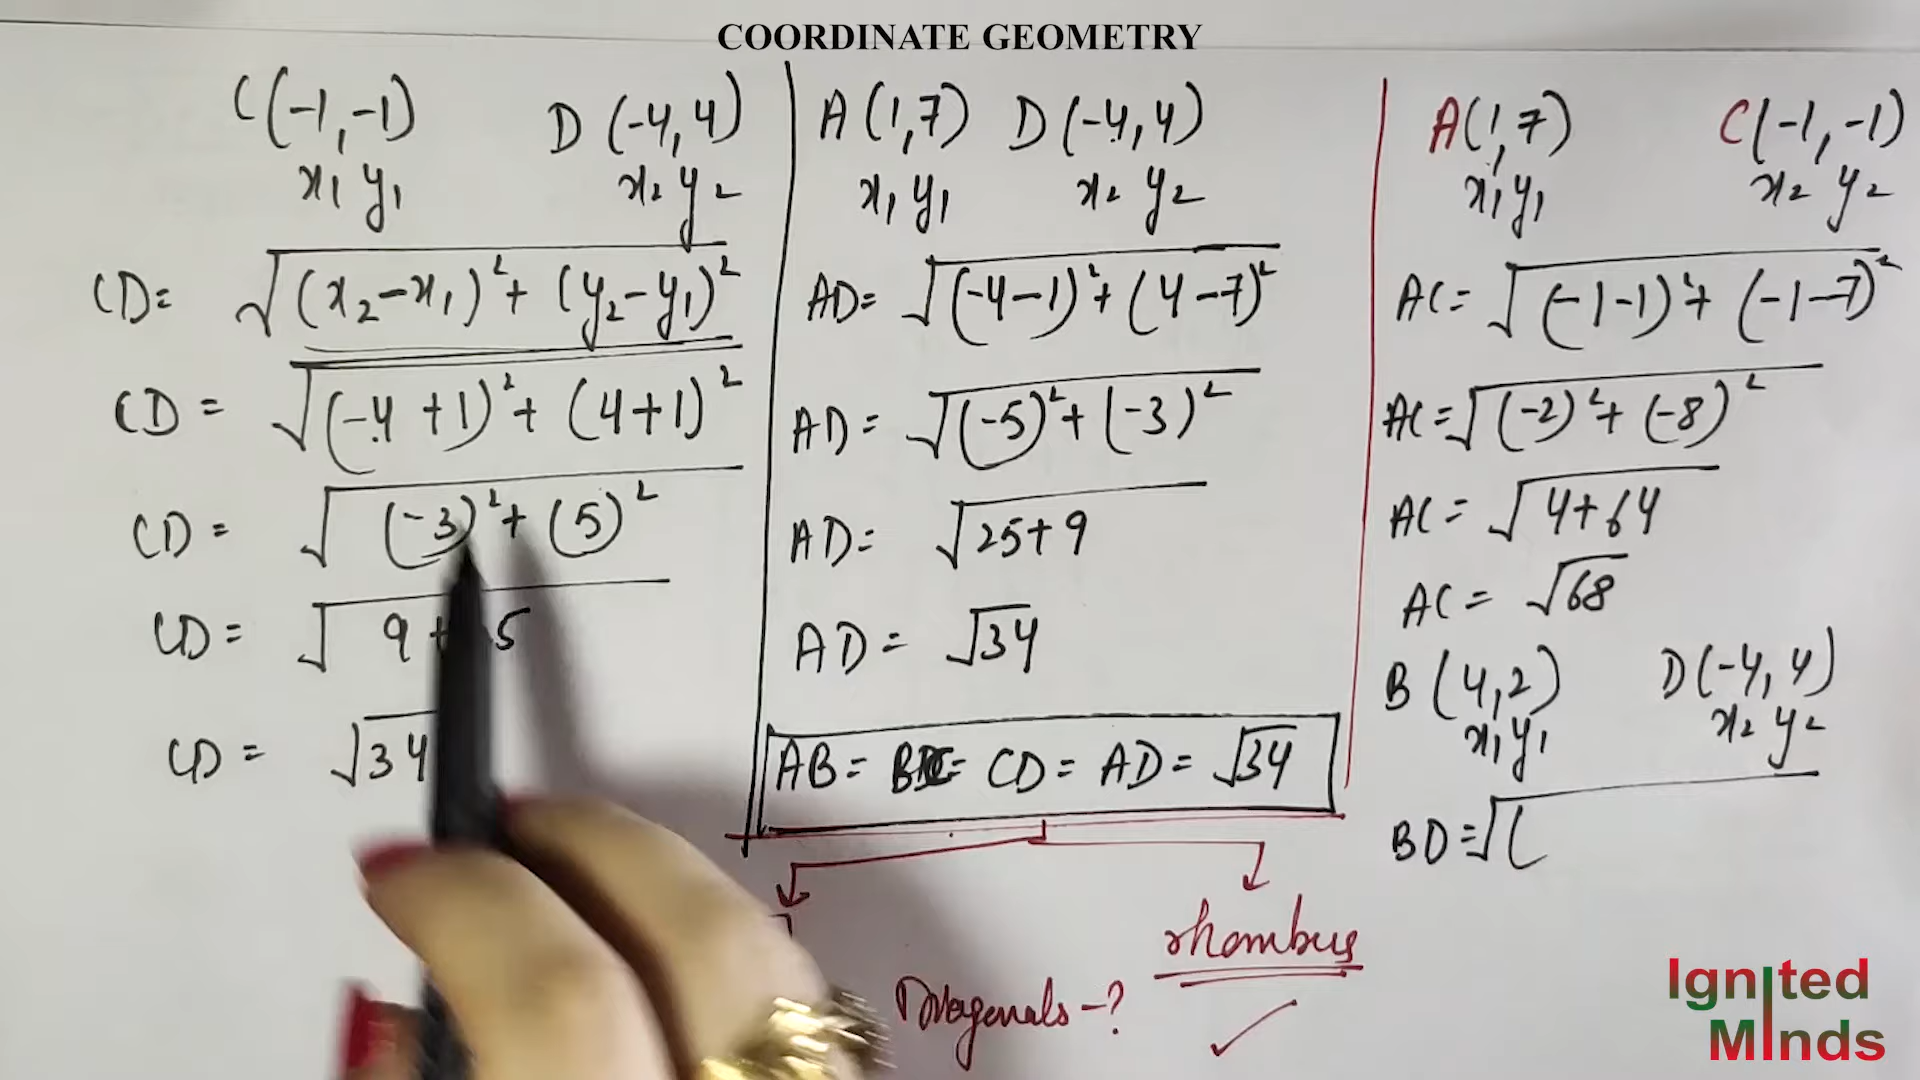 COORDINATE GEOMETRY
C(-1,-1) D(-4,4)
x₁ y₁ x₂ y₂
CD= √(x₂-x₁)²+(y₂-y₁)²
CD= √(-4+1)²+(4+1)²
CD= √(-3)²+(5)²
CD= √9+ 5
CD= √34
A(1,7) D(-4,4)
x₁ y₁ x₂ y₂
AD= √(-4-1)²+(4-7)²
AD= √(-5)²+(-3)²
AD= √25+9
AD= √34
AB= BC= CD= AD= √34
rhombus
Diagonals-?
✓
A(1,7) C(-1,-1)
x₁ y₁ x₂ y₂
AC= √(-1-1)²+(-1-7)²
AC=√(-2)²+(-8)²
AC= √4+64
AC= √68
B(4,2) D(-4,4)
x₁ y₁ x₂ y₂
BD=√(
Ignited
Minds